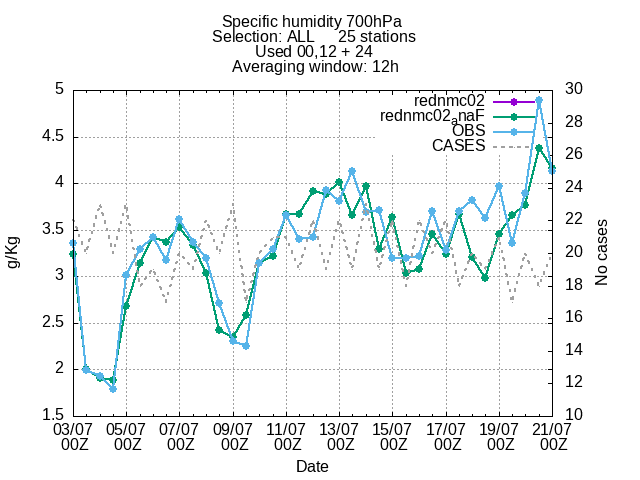 Specific humidity 700hPa
Selection: ALL 25 stations
Used 00,12 + 24
Averaging window: 12h
5
4.5
4
3.5
3
2.5
2
1.5
g/Kg
30
28
26
24
22
20
18
16
14
12
10
No cases
rednmc02
rednmc02anaF
OBS
CASES
03/07 05/07 07/07 09/07 11/07 13/07 15/07 17/07 19/07 21/07
00Z 00Z 00Z 00Z 00Z 00Z 00Z 00Z 00Z 00Z
Date